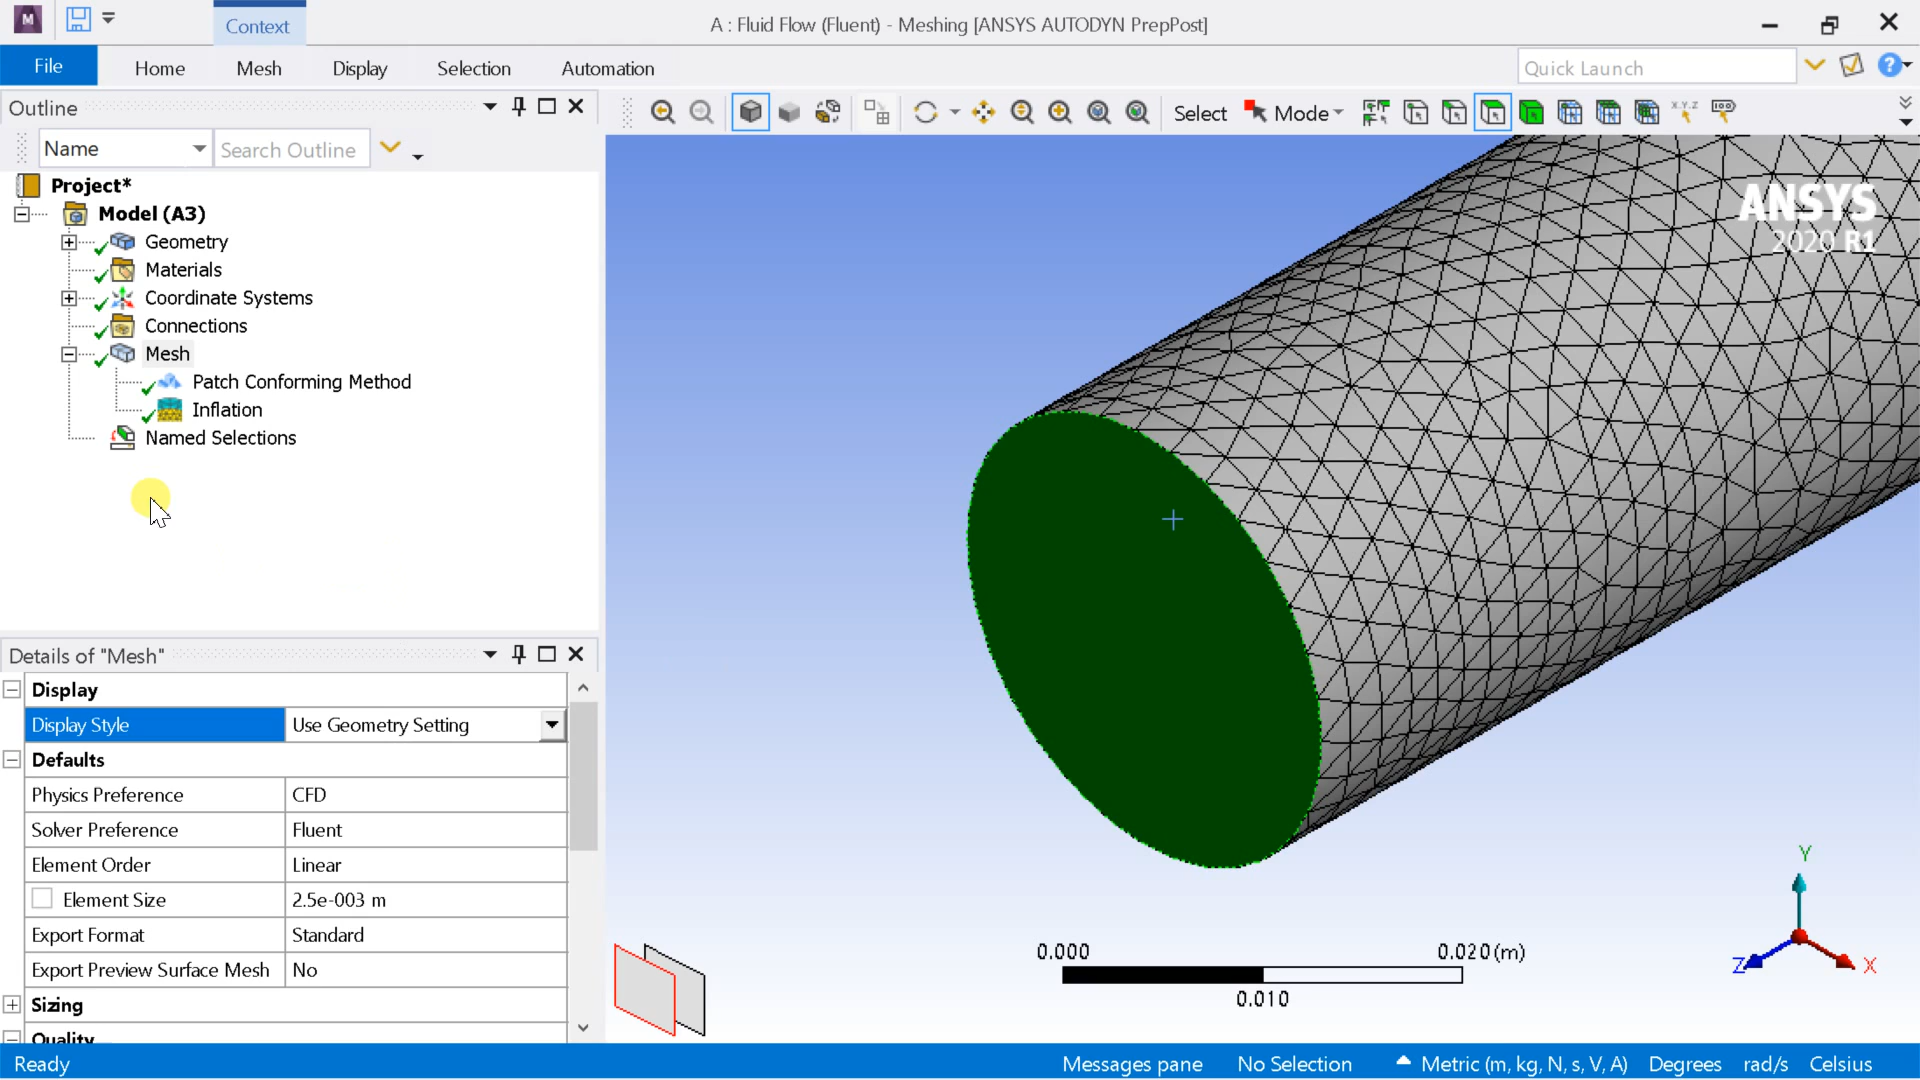 M
Context
A : Fluid Flow (Fluent) - Meshing [ANSYS AUTODYN PrepPost]
File
Home
Mesh
Display
Selection
Automation
Quick Launch
?
Outline
Select
Mode
X,Y,Z
Name
Search Outline
Project*
Model (A3)
Geometry
Materials
Coordinate Systems
Connections
Mesh
Patch Conforming Method
Inflation
Named Selections
ANSYS
2020 R1
Details of "Mesh"
Display
Display Style
Use Geometry Setting
Defaults
Physics Preference
CFD
Solver Preference
Fluent
Element Order
Linear
Element Size
2.5e-003 m
Export Format
Standard
Export Preview Surface Mesh
No
Sizing
Quality
0.000
0.020(m)
0.010
Y
Z
X
Ready
Messages pane
No Selection
Metric (m, kg, N, s, V, A)
Degrees
rad/s
Celsius